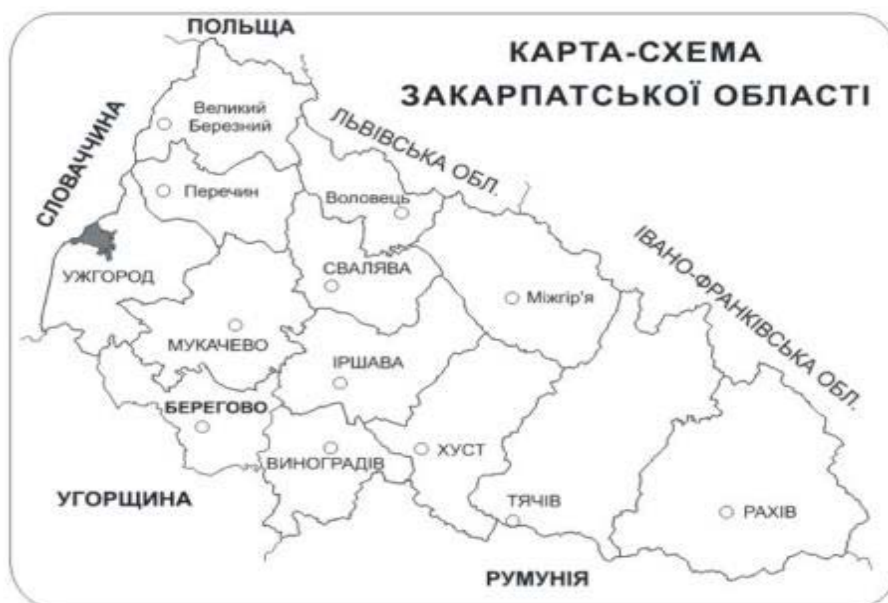 ПОЛЬЩА
КАРТА-СХЕМА
ЗАКАРПАТСЬКОЇ ОБЛАСТІ
СЛОВАЧЧИНА
Великий
Березний
ЛЬВІВСЬКА ОБЛ.
Перечин
Воловець
ІВАНО-ФРАНКІВСЬКА ОБЛ.
УЖГОРОД
СВАЛЯВА
Міжгір'я
МУКАЧЕВО
ІРШАВА
БЕРЕГОВО
ВИНОГРАДІВ
ХУСТ
УГОРЩИНА
ТЯЧІВ
РАХІВ
РУМУНІЯ